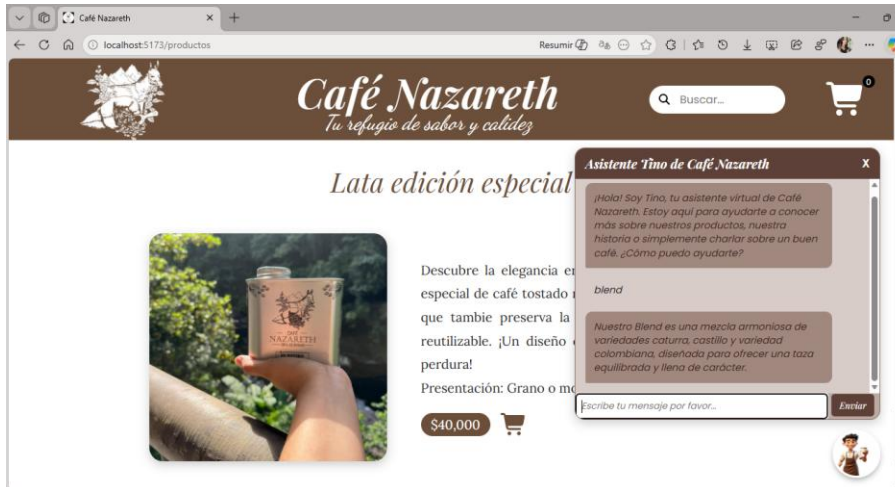 Café Nazareth
localhost:5173/productos
Resumir
Café Nazareth
Tu refugio de sabor y calidez
Buscar...
0
Lata edición especial
CAFÉ
NAZARETH
Descubre la elegancia en
especial de café tostado
que tambie preserva la
reutilizable. ¡Un diseño
perdura!
Presentación: Grano o mo
$40,000
Asistente Tino de Café Nazareth
X
¡Hola! Soy Tino, tu asistente virtual de Café
Nazareth. Estoy aquí para ayudarte a conocer
más sobre nuestros productos, nuestra
historia o simplemente charlar sobre un buen
café. ¿Cómo puedo ayudarte?
blend
Nuestro Blend es una mezcla armoniosa de
variedades caturra, castillo y variedad
colombiana, diseñada para ofrecer una taza
equilibrada y llena de carácter.
Escribe tu mensaje por favor...
Enviar